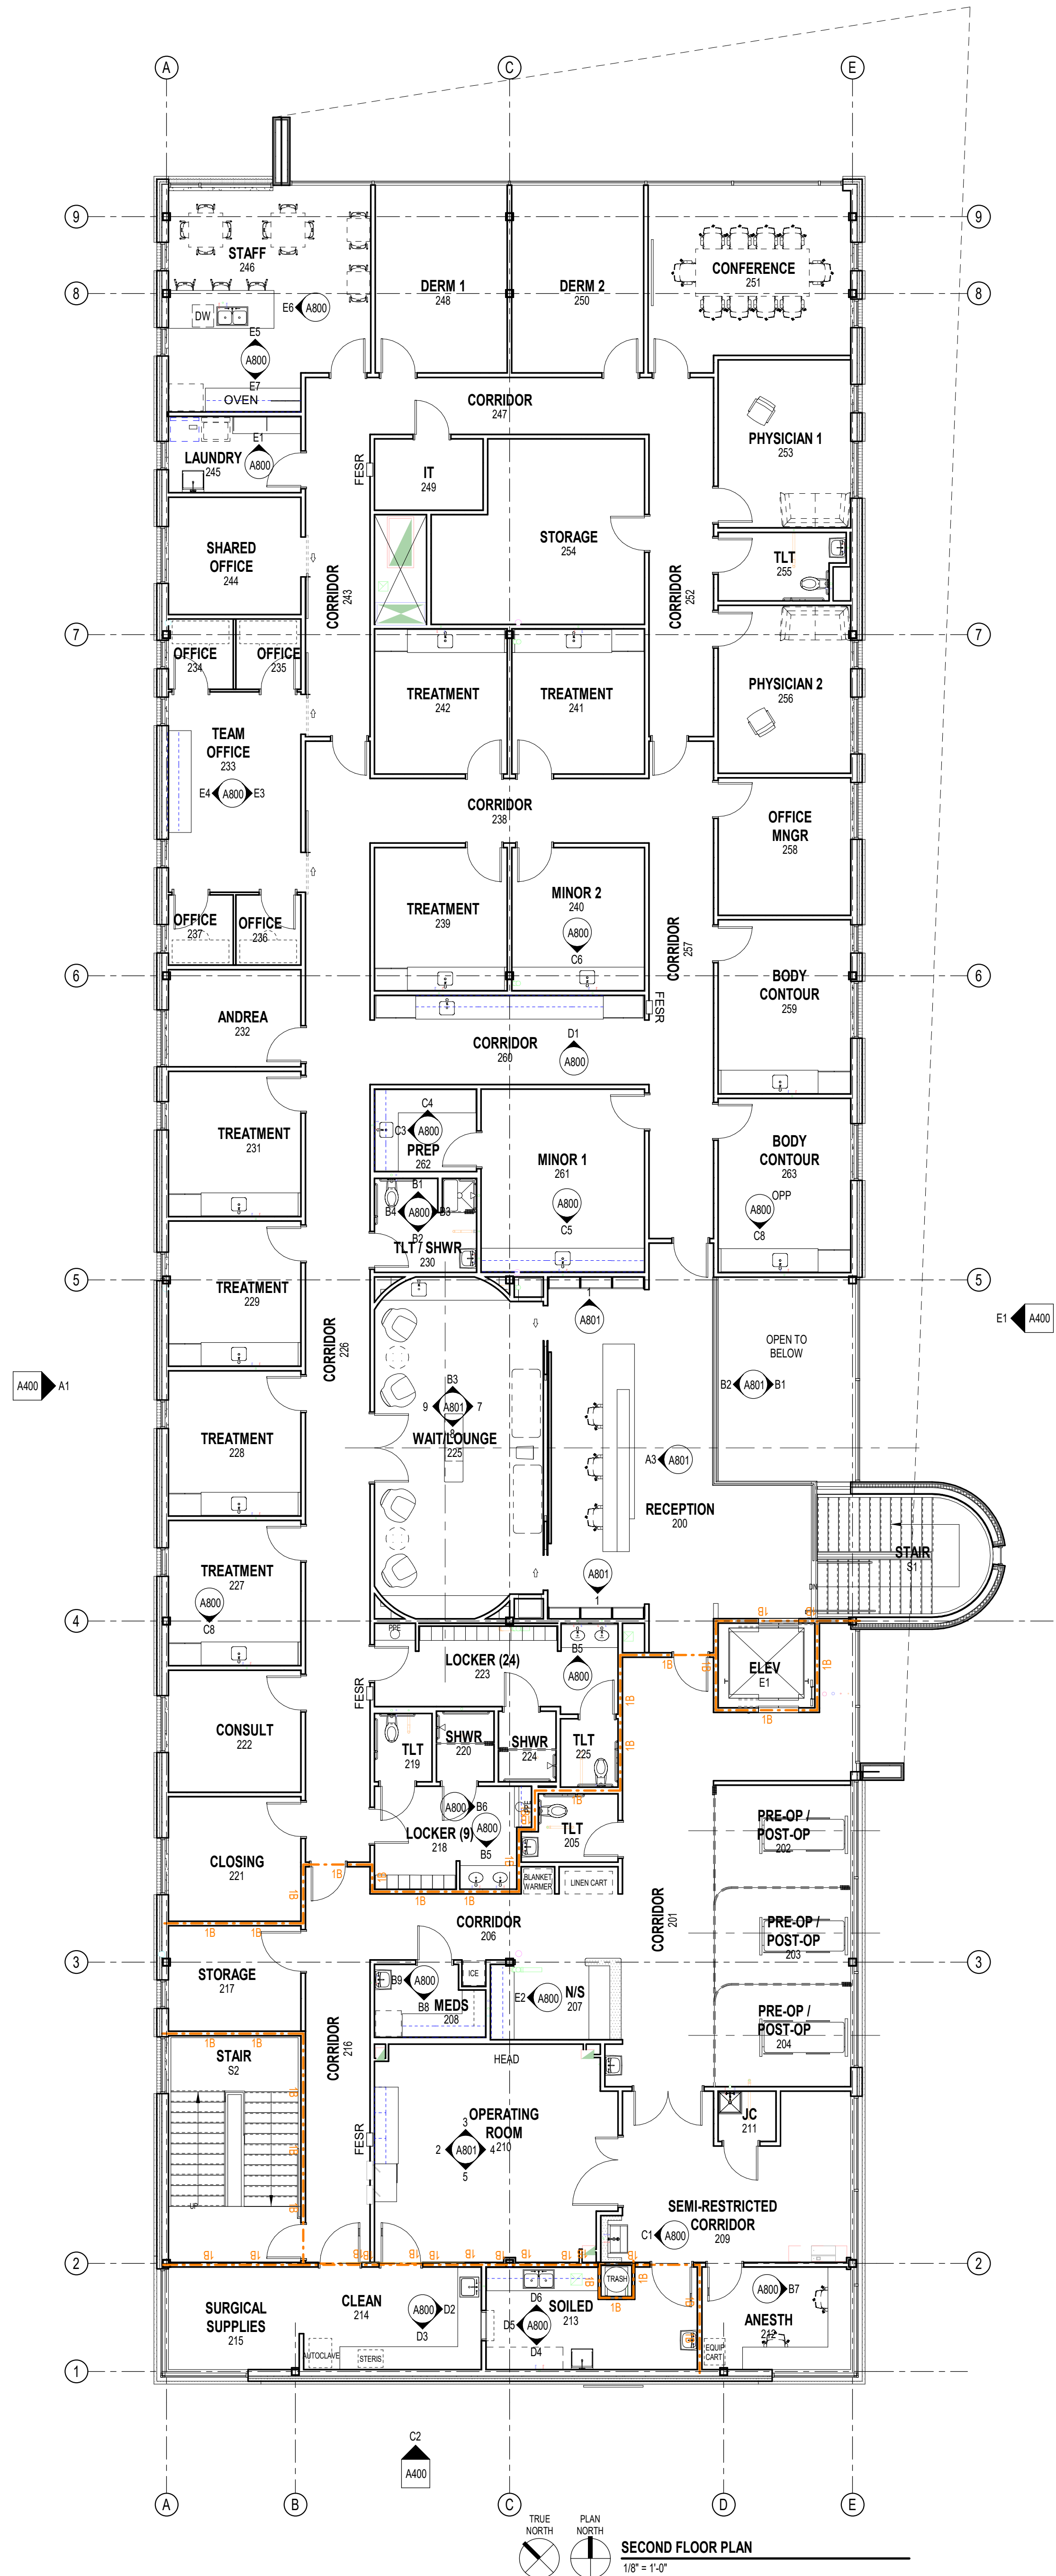 A
C
E
9
9
STAFF
246
DERM 1
248
DERM 2
250
CONFERENCE
251
8
8
DW
E6
A800
E5
A800
E7
OVEN
CORRIDOR
247
E1
LAUNDRY
245
A800
FESR
IT
249
PHYSICIAN 1
253
SHARED
OFFICE
244
STORAGE
254
TLT
255
CORRIDOR
243
CORRIDOR
252
7
7
OFFICE
234
OFFICE
235
TREATMENT
242
TREATMENT
241
PHYSICIAN 2
256
TEAM
OFFICE
233
E4
A800
E3
CORRIDOR
238
OFFICE
MNGR
258
OFFICE
237
OFFICE
236
TREATMENT
239
MINOR 2
240
A800
C6
CORRIDOR
257
6
6
BODY
CONTOUR
259
ANDREA
232
FESR
CORRIDOR
260
D1
A800
TREATMENT
231
C4
C3
A800
PREP
262
MINOR 1
261
A800
C5
BODY
CONTOUR
263
OPP
A800
C8
B1
B4
A800
B3
B2
TLT / SHWR
230
5
5
TREATMENT
229
CORRIDOR
226
1
A801
OPEN TO
BELOW
E1
A400
A400
A1
B3
9
A801
7
8
WAIT/LOUNGE
225
B2
A801
B1
TREATMENT
228
A3
A801
RECEPTION
200
STAIR
S1
DN
TREATMENT
227
A800
C8
A801
1
4
4
1B
1B
PPE
LOCKER (24)
223
B5
A800
1B
1B
ELEV
E1
1B
1B
1B
1B
FESR
CONSULT
222
TLT
219
SHWR
220
SHWR
224
TLT
225
1B
A800
B6
A800
B5
LOCKER (9)
218
TLT
205
1B
PRE-OP /
POST-OP
202
CLOSING
221
1B
1B
1B
1B
1B
1B
1B
1B
BLANKET
WARMER
LINEN CART
CORRIDOR
206
CORRIDOR
201
PRE-OP /
POST-OP
203
3
3
STORAGE
217
ICE
B9
A800
B8
MEDS
208
E2
A800
N/S
207
PRE-OP /
POST-OP
204
1B
1B
STAIR
S2
CORRIDOR
216
HEAD
1B
1B
1B
UP
FESR
OPERATING
ROOM
210
3
2
A801
4
5
JC
211
SEMI-RESTRICTED
CORRIDOR
209
C1
A800
2
2
1B
1B
1B
1B
1B
1B
1B
1B
1B
1B
1B
1B
1B
TRASH
1B
SURGICAL
SUPPLIES
215
CLEAN
214
A800
D2
D3
AUTOCLAVE
STERIS
D6
SOILED
213
D5
A800
D4
A800
B7
ANESTH
212
EQUIP
CART
1
1
C2
A400
A
B
C
D
E
TRUE
NORTH
PLAN
NORTH
SECOND FLOOR PLAN
1/8" = 1'-0"